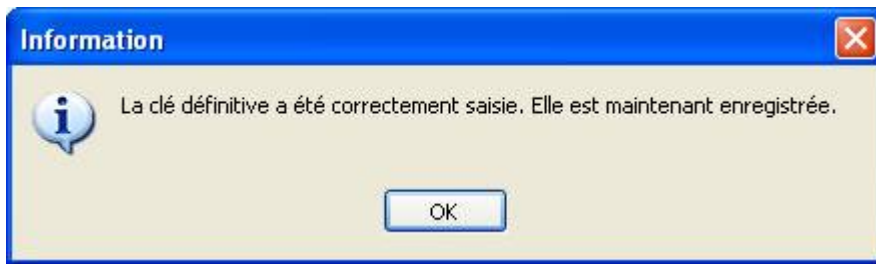 Information
La clé définitive a été correctement saisie. Elle est maintenant enregistrée.
OK